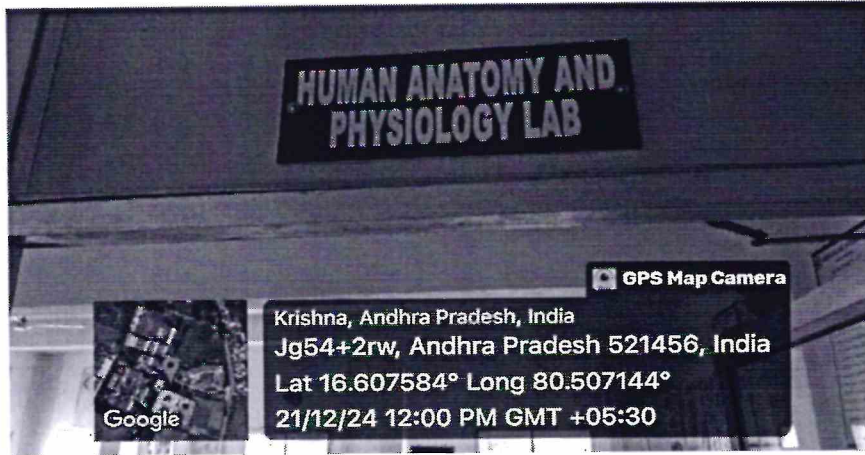 HUMAN ANATOMY AND
PHYSIOLOGY LAB
GPS Map Camera
Krishna, Andhra Pradesh, India
Jg54+2rw, Andhra Pradesh 521456, India
Lat 16.607584° Long 80.507144°
21/12/24 12:00 PM GMT +05:30
Google